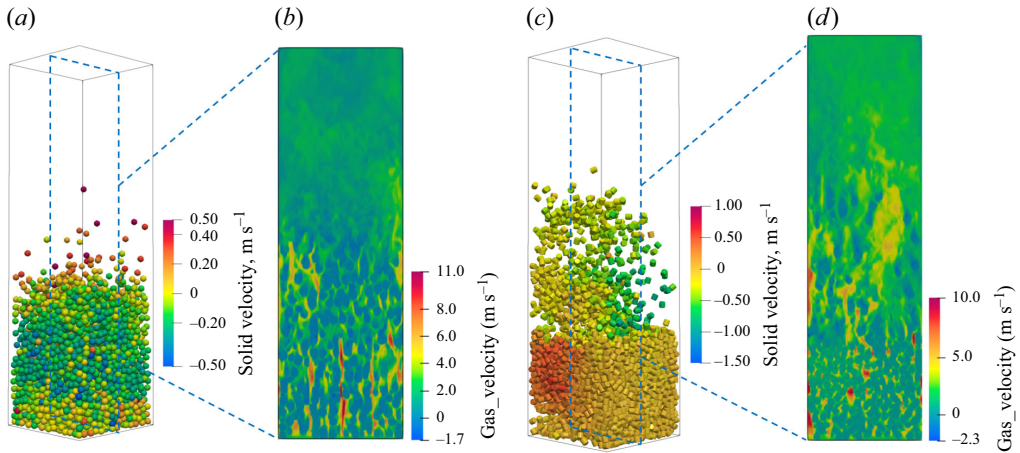 (a)
(b)
(c)
(d)
0.50
0.40
0.20
0
–0.20
–0.50
Solid velocity, m s−1
11.0
8.0
6.0
4.0
2.0
0
–1.7
Gas_velocity (m s−1)
1.00
0.50
0
–0.50
–1.00
–1.50
Solid velocity, m s−1
10.0
5.0
0
–2.3
Gas_velocity (m s−1)